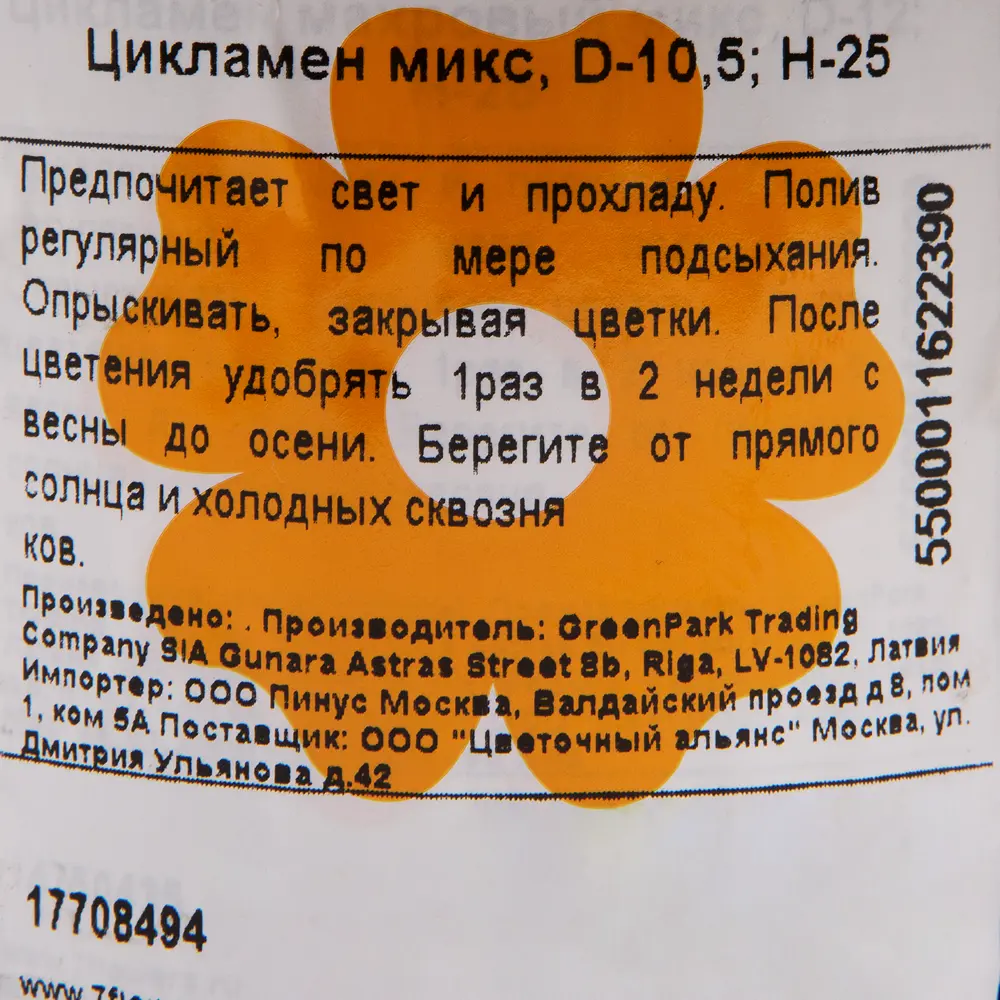 Цикламен микс, D-10,5; H-25
Предпочитает свет и прохладу. Полив
регулярный по мере подсыхания.
Опрыскивать, закрывая цветки. После
цветения удобрять 1раз в 2 недели с
весны до осени. Берегите от прямого
солнца и холодных сквозня
ков.
5500011622390
Произведено: . Производитель: GreenPark Trading
Company SIA Gunara Astras Street 8b, Riga, LV-1082, Латвия
Импортер: ООО Пинус Москва, Валдайский проезд д 8, пом
1, ком 5А Поставщик: ООО "Цветочный альянс" Москва, ул.
Дмитрия Ульянова д.42
17708494